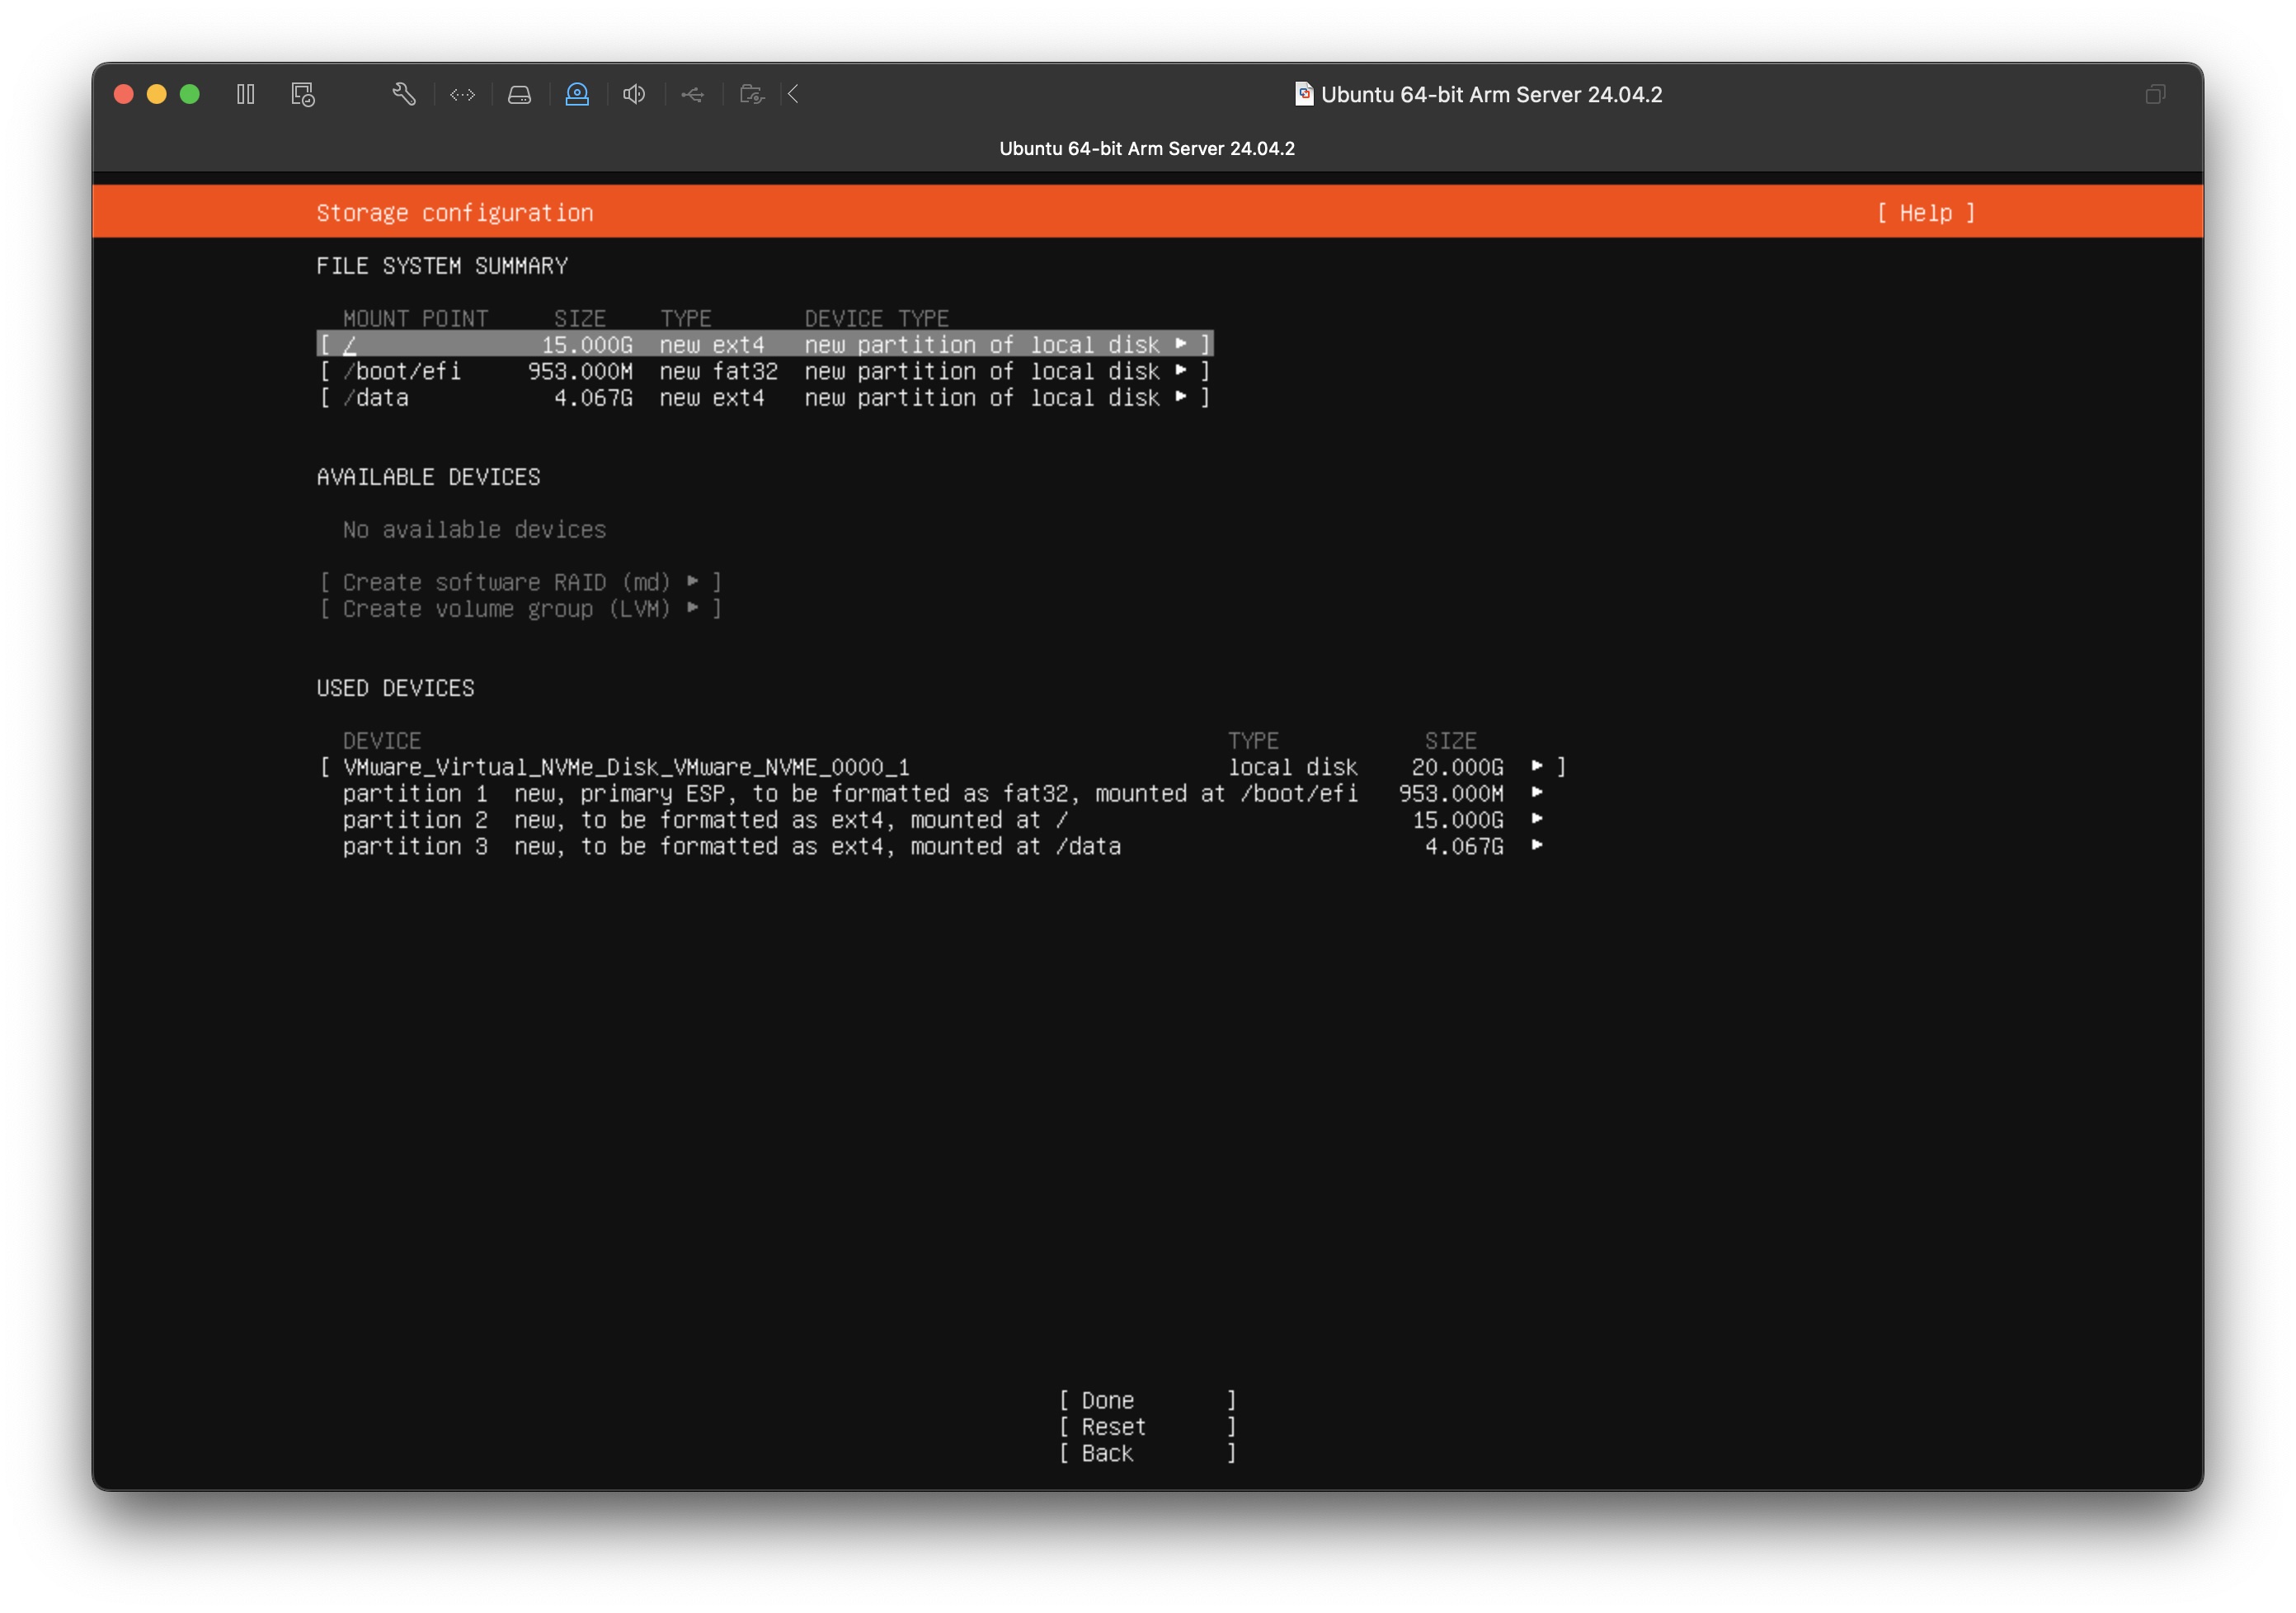 Ubuntu 64-bit Arm Server 24.04.2
Ubuntu 64-bit Arm Server 24.04.2
Storage configuration [ Help ]
FILE SYSTEM SUMMARY
MOUNT POINT SIZE TYPE DEVICE TYPE
[ / 15.000G new ext4 new partition of local disk ▸ ]
[ /boot/efi 953.000M new fat32 new partition of local disk ▸ ]
[ /data 4.067G new ext4 new partition of local disk ▸ ]
AVAILABLE DEVICES
No available devices
[ Create software RAID (md) ▸ ]
[ Create volume group (LVM) ▸ ]
USED DEVICES
DEVICE TYPE SIZE
[ VMware_Virtual_NVMe_Disk_VMware_NVME_0000_1 local disk 20.000G ▸ ]
partition 1 new, primary ESP, to be formatted as fat32, mounted at /boot/efi 953.000M ▸
partition 2 new, to be formatted as ext4, mounted at / 15.000G ▸
partition 3 new, to be formatted as ext4, mounted at /data 4.067G ▸
[ Done ]
[ Reset ]
[ Back ]